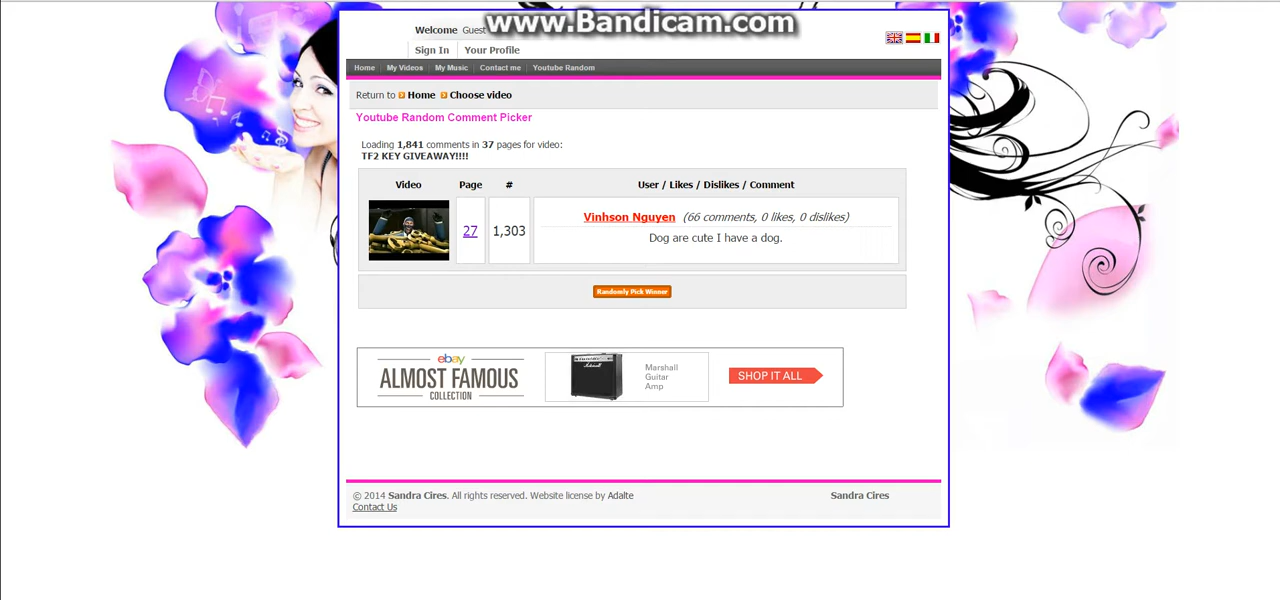 www.Bandicam.com
Welcome Guest
Sign In Your Profile
Home My Videos My Music Contact me Youtube Random
Return to Home Choose video
Youtube Random Comment Picker
Loading 1,841 comments in 37 pages for video:
TF2 KEY GIVEAWAY!!!!
Video Page # User / Likes / Dislikes / Comment
27 1,303 Vinhson Nguyen (66 comments, 0 likes, 0 dislikes)
Dog are cute I have a dog.
Randomly Pick Winner
ebay
ALMOST FAMOUS
COLLECTION
Marshall
Marshall
Guitar
Amp
SHOP IT ALL
© 2014 Sandra Cires. All rights reserved. Website license by Adalte
Sandra Cires
Contact Us